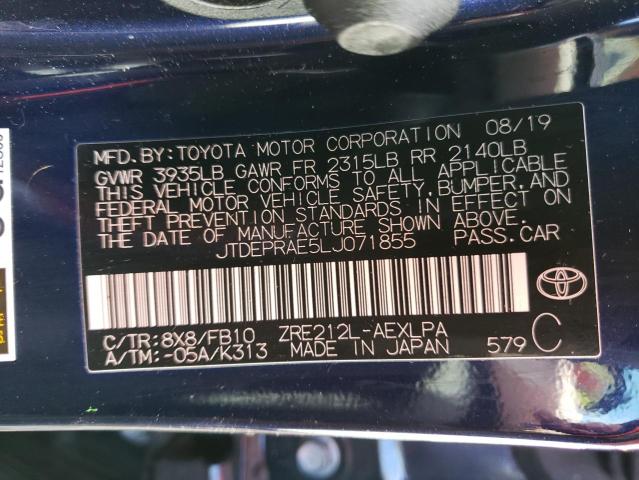 MFD.BY:TOYOTA MOTOR CORPORATION 08/19
GVWR 3935LB GAWR FR 2315LB RR 2140LB
THIS VEHICLE CONFORMS TO ALL APPLICABLE
FEDERAL MOTOR VEHICLE SAFETY,BUMPER,AND
THEFT PREVENTION STANDARDS IN EFFECT ON
THE DATE OF MANUFACTURE SHOWN ABOVE.
JTDEPRAE5LJ071855 PASS.CAR
C/TR:8X8/FB10 ZRE212L-AEXLPA
A/TM:-05A/K313 MADE IN JAPAN 579 C